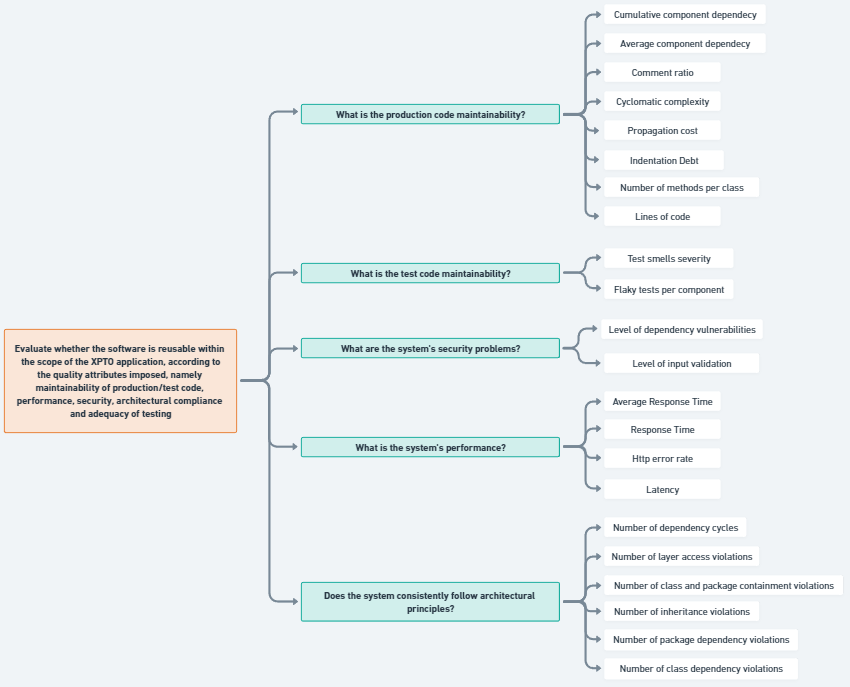 Evaluate whether the software is reusable within
the scope of the XPTO application, according to
the quality attributes imposed, namely
maintainability of production/test code,
performance, security, architectural compliance
and adequacy of testing
What is the production code maintainability?
Cumulative component dependecy
Average component dependecy
Comment ratio
Cyclomatic complexity
Propagation cost
Indentation Debt
Number of methods per class
Lines of code
What is the test code maintainability?
Test smells severity
Flaky tests per component
What are the system's security problems?
Level of dependency vulnerabilities
Level of input validation
What is the system's performance?
Average Response Time
Response Time
Http error rate
Latency
Does the system consistently follow architectural
principles?
Number of dependency cycles
Number of layer access violations
Number of class and package containment violations
Number of inheritance violations
Number of package dependency violations
Number of class dependency violations